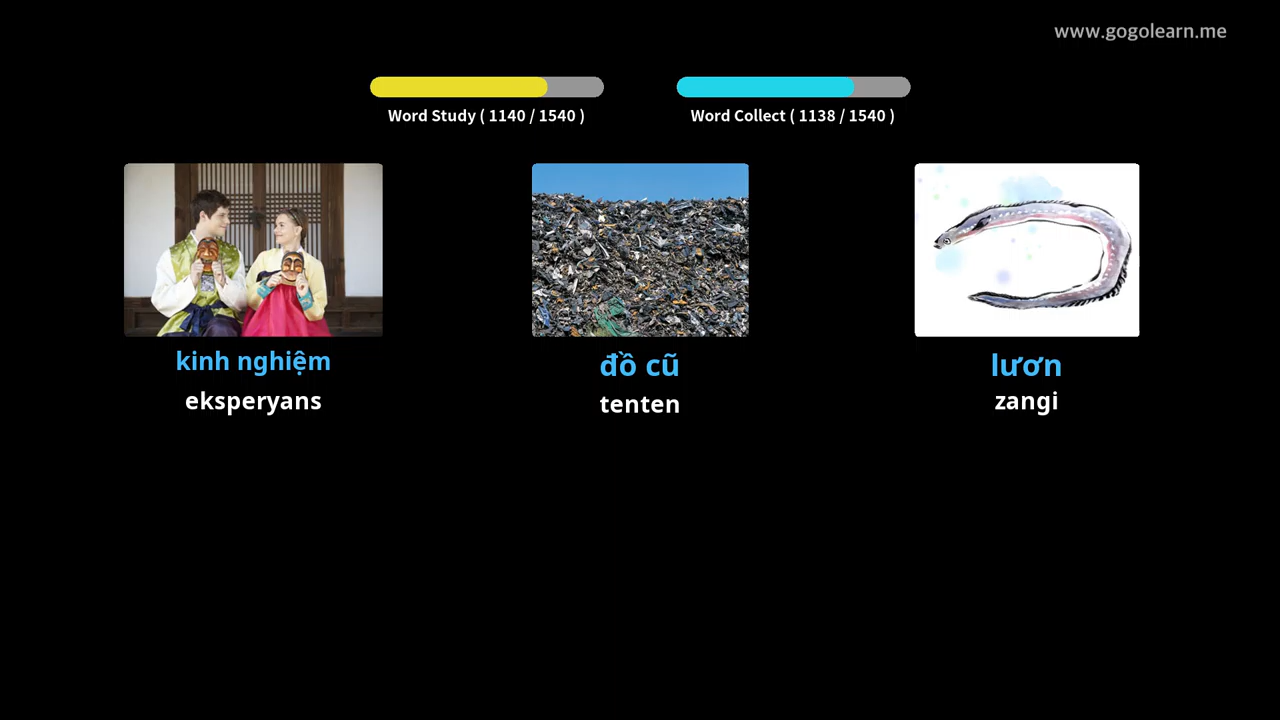 www.gogolearn.me
Word Study ( 1140 / 1540 )
Word Collect ( 1138 / 1540 )
kinh nghiệm
eksperyans
đồ cũ
tenten
lươn
zangi